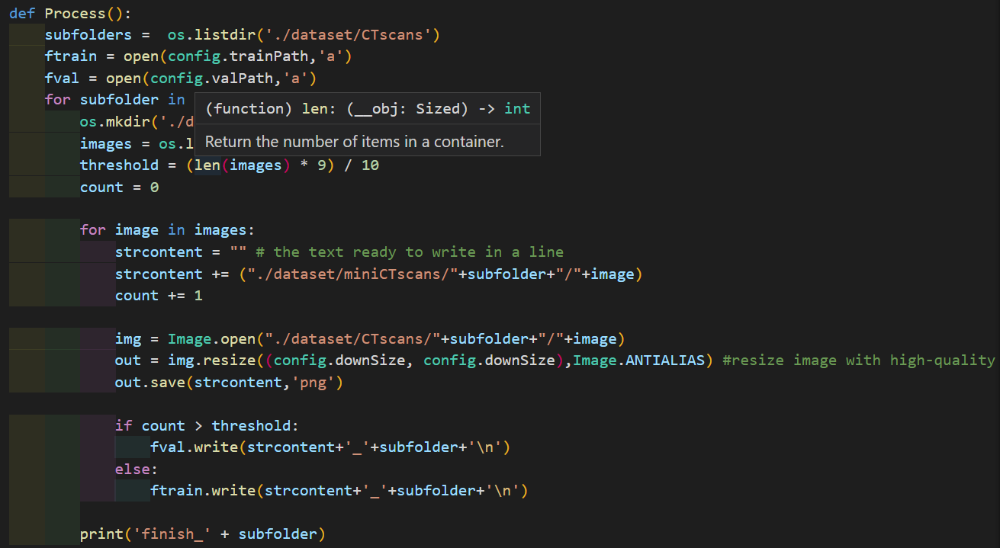 def Process():
    subfolders =  os.listdir('./dataset/CTscans')
    ftrain = open(config.trainPath,'a')
    fval = open(config.valPath,'a')
    for subfolder in
(function) len: (__obj: Sized) -> int
        os.mkdir('./d
Return the number of items in a container.
        images = os.l
        threshold = (len(images) * 9) / 10
        count = 0

        for image in images:
            strcontent = "" # the text ready to write in a line
            strcontent += ("./dataset/miniCTscans/"+subfolder+"/"+image)
            count += 1

            img = Image.open("./dataset/CTscans/"+subfolder+"/"+image)
            out = img.resize((config.downSize, config.downSize),Image.ANTIALIAS) #resize image with high-quality
            out.save(strcontent,'png')

            if count > threshold:
                fval.write(strcontent+'_'+subfolder+'\n')
            else:
                ftrain.write(strcontent+'_'+subfolder+'\n')

        print('finish_' + subfolder)